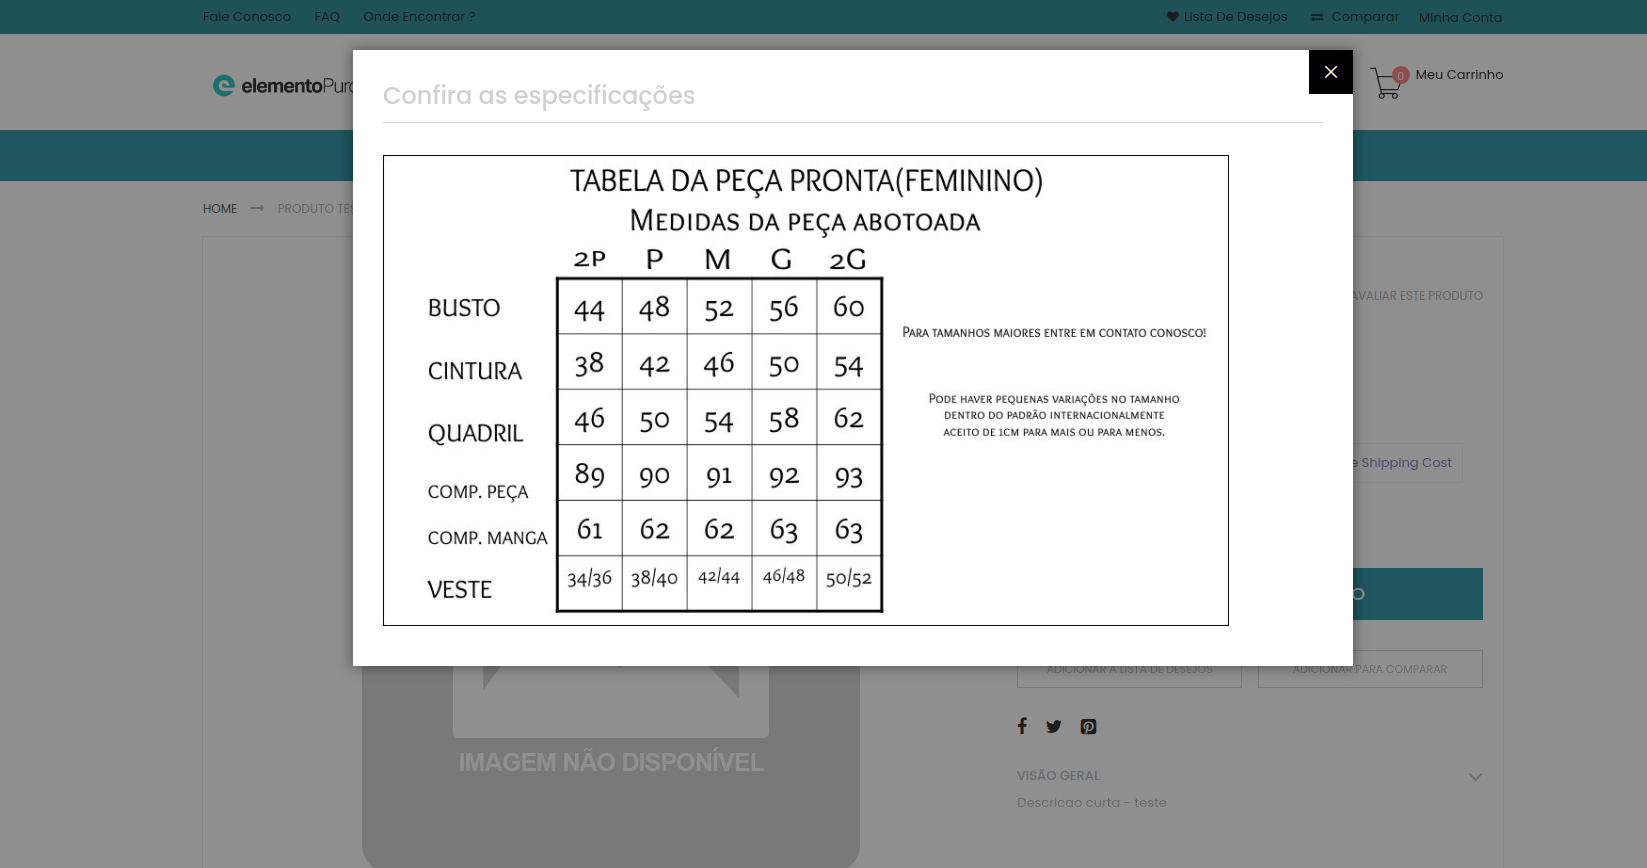 Fale Conosco FAQ Onde Encontrar ? Lista De Desejos Comparar Minha Conta
elementoPuro 0 Meu Carrinho
Confira as especificações
HOME PRODUTO TES
TABELA DA PEÇA PRONTA(FEMININO)
MEDIDAS DA PEÇA ABOTOADA
2P P M G 2G
BUSTO 44 48 52 56 60
AVALIAR ESTE PRODUTO
PARA TAMANHOS MAIORES ENTRE EM CONTATO CONOSCO!
CINTURA 38 42 46 50 54
PODE HAVER PEQUENAS VARIAÇÕES NO TAMANHO
DENTRO DO PADRÃO INTERNACIONALMENTE
ACEITO DE 1CM PARA MAIS OU PARA MENOS.
QUADRIL 46 50 54 58 62
e Shipping Cost
COMP. PEÇA 89 90 91 92 93
COMP. MANGA 61 62 62 63 63
VESTE 34/36 38/40 42/44 46/48 50/52
O
ADICIONAR A LISTA DE DESEJOS ADICIONAR PARA COMPARAR
IMAGEM NÃO DISPONÍVEL
VISÃO GERAL
Descricao curta - teste